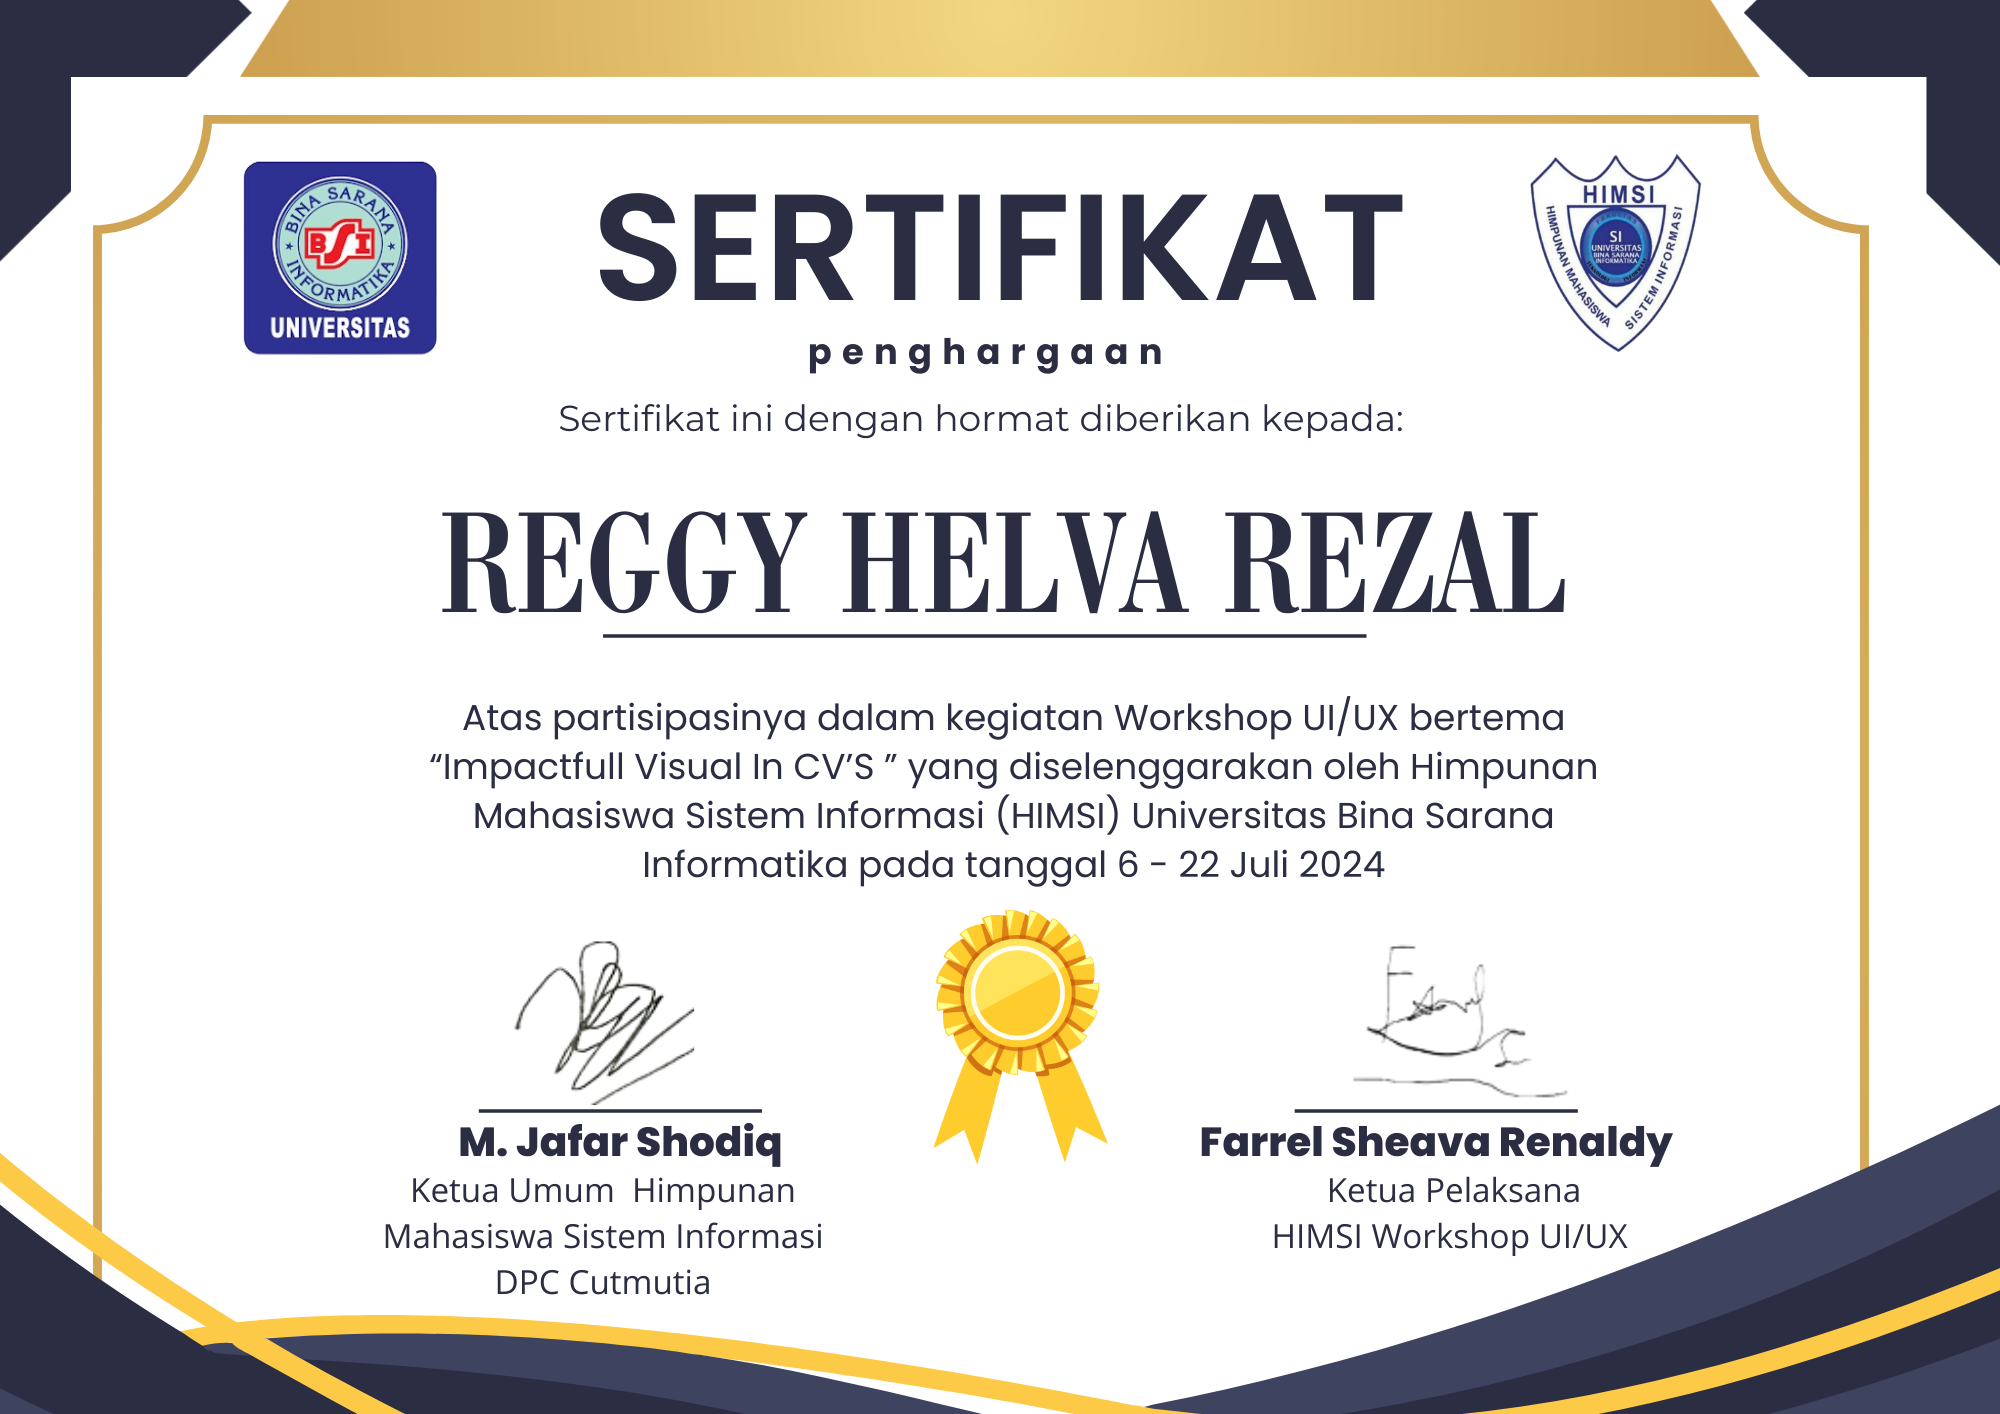 BINA SARANA
BSI
INFORMATIKA
UNIVERSITAS
SERTIFIKAT
HIMSI
HIMPUNAN MAHASISWA
SISTEM INFORMASI
SI
UNIVERSITAS
BINA SARANA
INFORMATIKA
penghargaan
Sertifikat ini dengan hormat diberikan kepada:
REGGY HELVA REZAL
Atas partisipasinya dalam kegiatan Workshop UI/UX bertema
“Impactfull Visual In CV’S ” yang diselenggarakan oleh Himpunan
Mahasiswa Sistem Informasi (HIMSI) Universitas Bina Sarana
Informatika pada tanggal 6 - 22 Juli 2024
M. Jafar Shodiq
Ketua Umum  Himpunan
Mahasiswa Sistem Informasi
DPC Cutmutia
Farrel Sheava Renaldy
Ketua Pelaksana
HIMSI Workshop UI/UX